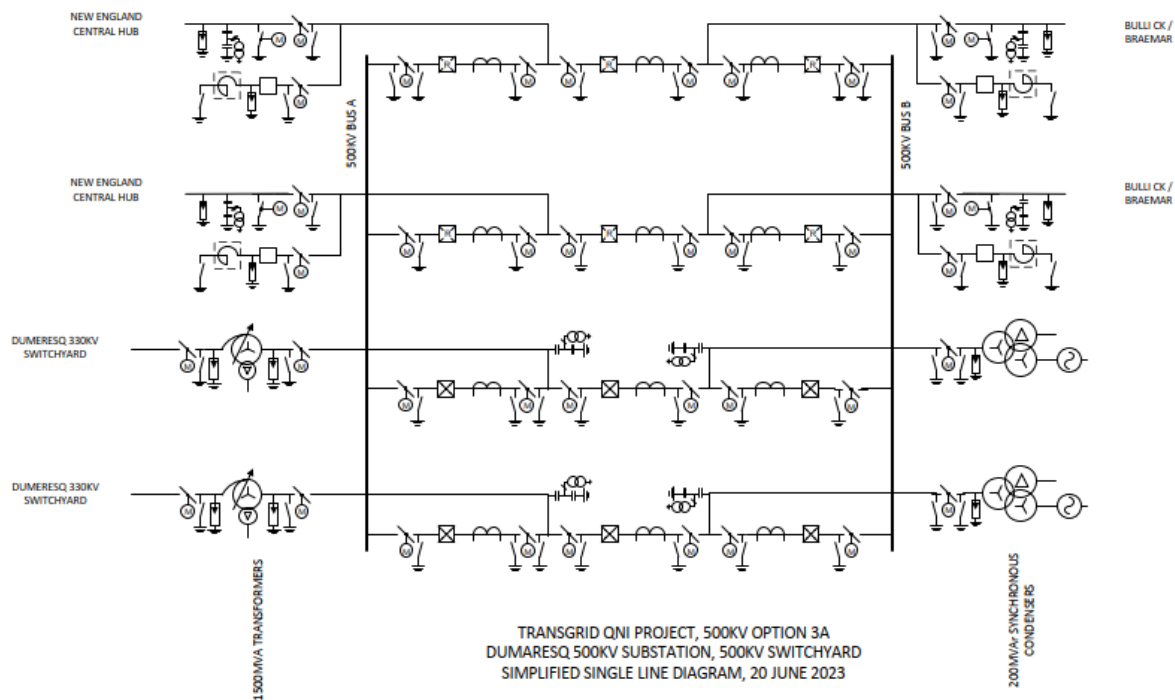 NEW ENGLAND
CENTRAL HUB
BULLI CK /
BRAEMAR
M
M
M
M
R
R
R
M
M
M
M
M
M
M
M
M
M
500KV BUS A
500KV BUS B
NEW ENGLAND
CENTRAL HUB
BULLI CK /
BRAEMAR
M
M
M
M
R
R
R
M
M
M
M
M
M
M
M
DUMERESQ 330KV
SWITCHYARD
M
M
M
M
M
M
M
M
M
DUMERESQ 330KV
SWITCHYARD
M
M
M
M
M
M
M
M
M
1500MVA TRANSFORMERS
200MVAr SYNCHRONOUS
CONDENSERS
TRANSGRID QNI PROJECT, 500KV OPTION 3A
DUMARESQ 500KV SUBSTATION, 500KV SWITCHYARD
SIMPLIFIED SINGLE LINE DIAGRAM, 20 JUNE 2023